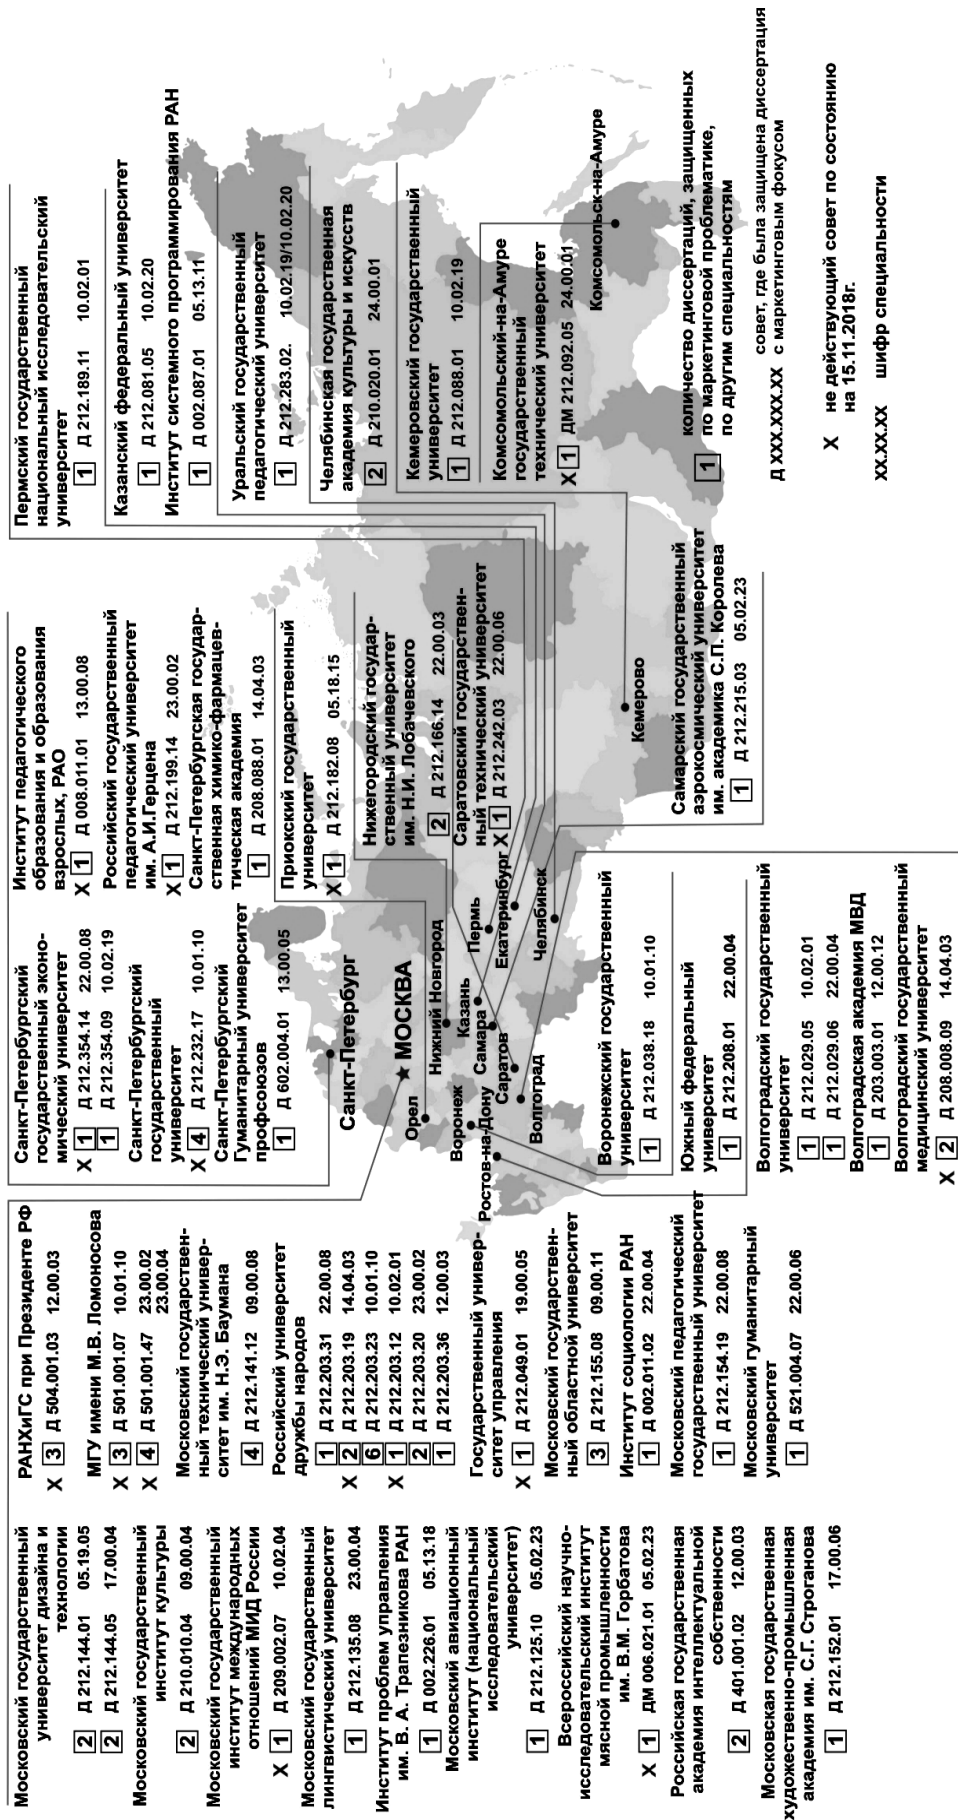 Московский государственный
университет дизайна и
технологии
2 Д 212.144.01 05.19.05
2 Д 212.144.05 17.00.04
Московский государственный
институт культуры
2 Д 210.010.04 09.00.04
Московский государственный
институт международных
отношений МИД России
X 1 Д 209.002.07 10.02.04
Московский государственный
лингвистический университет
1 Д 212.135.08 23.00.04
Институт проблем управления
им. В. А. Трапезникова РАН
1 Д 002.226.01 05.13.18
Московский авиационный
институт (национальный
исследовательский
университет)
1 Д 212.125.10 05.02.23
Всероссийский научно-
исследовательский институт
мясной промышленности
им. В.М. Горбатова
X 1 ДМ 006.021.01 05.02.23
Российская государственная
академия интеллектуальной
собственности
2 Д 401.001.02 12.00.03
Московская государственная
художественно-промышленная
академия им. С.Г. Строганова
1 Д 212.152.01 17.00.06
РАНХиГС при Президенте РФ
X 3 Д 504.001.03 12.00.03
МГУ имени М.В. Ломоносова
X 3 Д 501.001.07 10.01.10
X 4 Д 501.001.47 23.00.02
23.00.04
Московский государствен-
ный технический универ-
ситет им. Н.Э. Баумана
4 Д 212.141.12 09.00.08
Российский университет
дружбы народов
1 Д 212.203.31 22.00.08
X 2 Д 212.203.19 14.04.03
6 Д 212.203.23 10.01.10
X 1 Д 212.203.12 10.02.01
2 Д 212.203.20 23.00.02
1 Д 212.203.36 12.00.03
Государственный универ-
ситет управления
X 1 Д 212.049.01 19.00.05
Московский государствен-
ный областной университет
3 Д 212.155.08 09.00.11
Институт социологии РАН
1 Д 002.011.02 22.00.04
Московский педагогический
государственный университет
1 Д 212.154.19 22.00.08
Московский гуманитарный
университет
1 Д 521.004.07 22.00.06
Санкт-Петербургский
государственный эконо-
мический университет
X 1 Д 212.354.14 22.00.08
1 Д 212.354.09 10.02.19
Санкт-Петербургский
государственный
университет
X 4 Д 212.232.17 10.01.10
Санкт-Петербургский
Гуманитарный университет
профсоюзов
1 Д 602.004.01 13.00.05
Институт педагогического
образования и образования
взрослых, РАО
X 1 Д 008.011.01 13.00.08
Российский государственный
педагогический университет
им. А.И.Герцена
X 1 Д 212.199.14 23.00.02
Санкт-Петербургская государ-
ственная химико-фармацев-
тическая академия
1 Д 208.088.01 14.04.03
Приокский государственный
университет
X 1 Д 212.182.08 05.18.15
Нижегородский государ-
ственный университет
им. Н.И. Лобачевского
2 Д 212.166.14 22.00.03
Саратовский государствен-
ный технический университет
X 1 Д 212.242.03 22.00.06
Пермский государственный
национальный исследовательский
университет
1 Д 212.189.11 10.02.01
Казанский федеральный университет
1 Д 212.081.05 10.02.20
Институт системного программирования РАН
1 Д 002.087.01 05.13.11
Уральский государственный
педагогический университет
1 Д 212.283.02. 10.02.19/10.02.20
Челябинская государственная
академия культуры и искусств
2 Д 210.020.01 24.00.01
Кемеровский государственный
университет
1 Д 212.088.01 10.02.19
Комсомольский-на-Амуре
государственный
технический университет
X 1 ДМ 212.092.05 24.00.01
Санкт-Петербург
МОСКВА
Орел
Нижний Новгород
Воронеж
Казань
Пермь
Ростов-на-Дону
Самара
Екатеринбург
Саратов
Волгоград
Челябинск
Кемерово
Комсомольск-на-Амуре
Воронежский государственный
университет
1 Д 212.038.18 10.01.10
Южный федеральный
университет
1 Д 212.208.01 22.00.04
Волгоградский государственный
университет
1 Д 212.029.05 10.02.01
1 Д 212.029.06 22.00.04
Волгоградская академия МВД
1 Д 203.003.01 12.00.12
Волгоградский государственный
медицинский университет
X 2 Д 208.008.09 14.04.03
Самарский государственный
аэрокосмический университет
им. академика С.П. Королева
1 Д 212.215.03 05.02.23
1 количество диссертаций, защищенных
по маркетинговой проблематике,
по другим специальностям
совет, где была защищена диссертация
Д ХХХ.ХХХ.ХХ с маркетинговым фокусом
X не действующий совет по состоянию
на 15.11.2018г.
ХХ.ХХ.ХХ шифр специальности